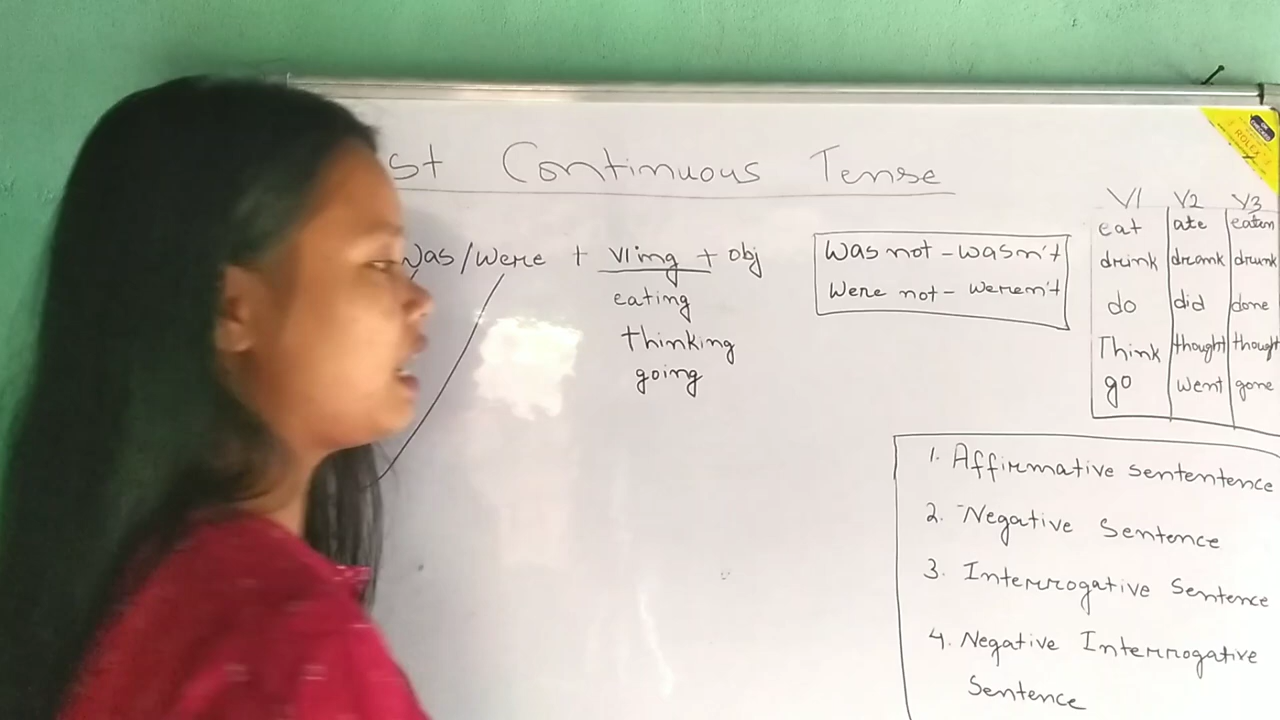 st Continuous Tense
Was/Were + V1ing + obj
eating
thinking
going
Was not - wasn't
Were not - weren't
V1 V2 V3
eat ate eaten
drink drank drunk
do did done
Think thought thought
go went gone
1. Affirmative sententence
2. Negative Sentence
3. Interrogative Sentence
4. Negative Interrogative
Sentence
ROLEX